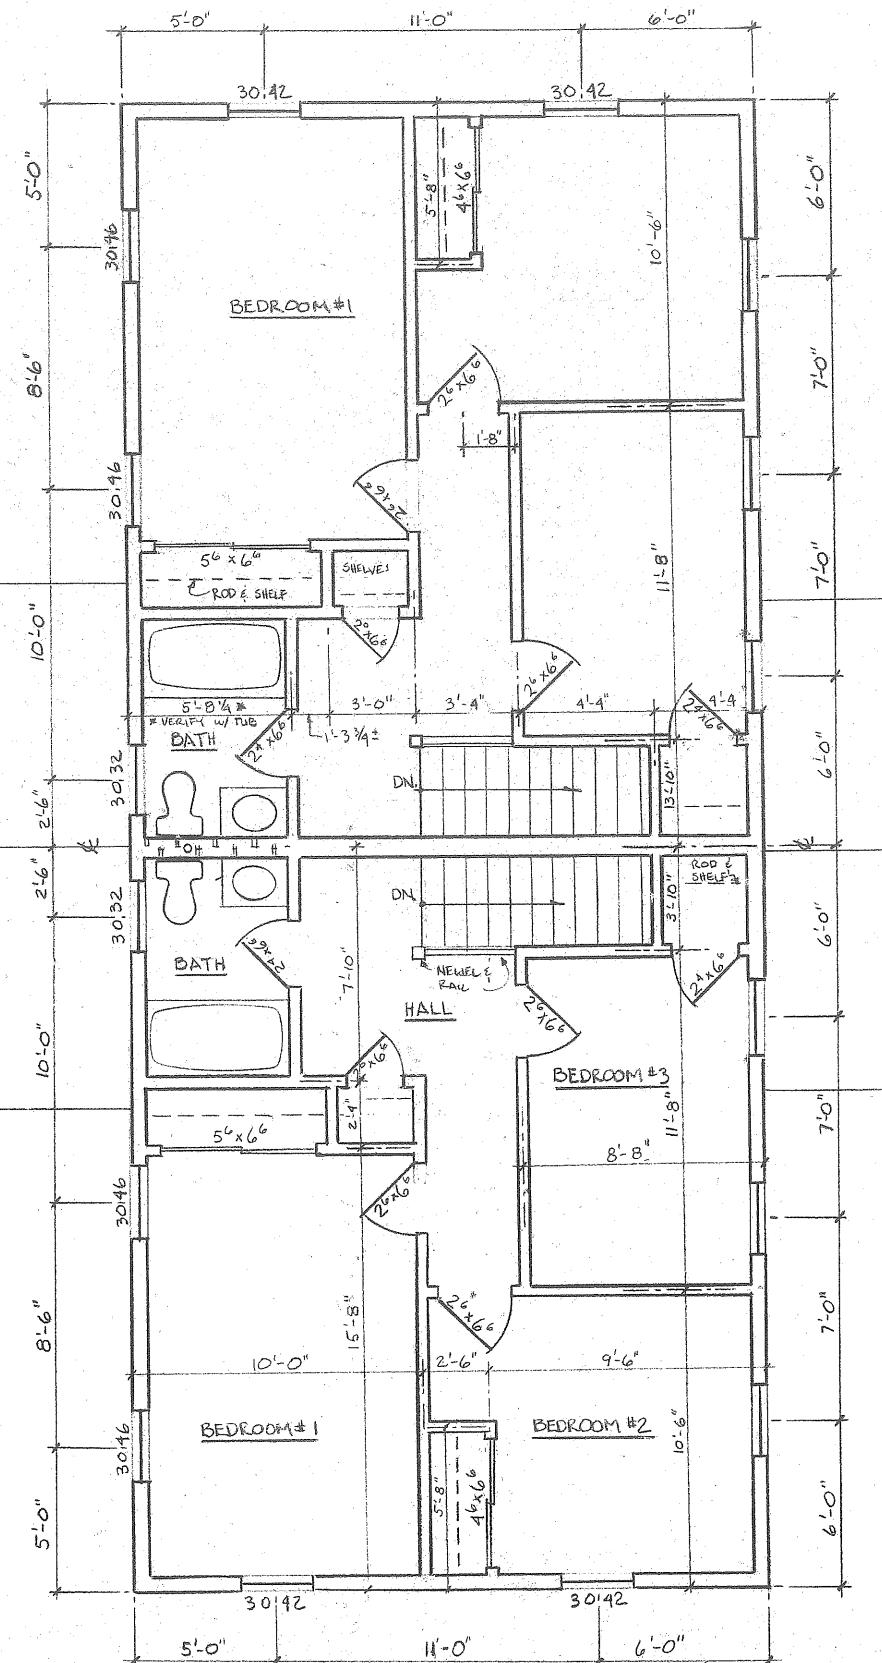 5'-0" 11'-0" 6'-0"
30.42 30.42
5'-0"
5'-8"
4⁶x6⁶
6'-0"
10'-6"
30.46
BEDROOM #1
8'-6"
2⁶x6⁶
7'-0"
1'-8"
30.46
2⁶x6⁶
5⁶x6⁶
SHELVES
11'-8"
7'-0"
ROD & SHELF
10'-0"
2⁰x6⁶
2⁶x6⁶
5'-8¼" *
3'-0" 3'-4" 4'-4" 4'-4"
* VERIFY W/ TUB
2⁴x6⁶
1'-3¾"±
2⁴x6⁶
BATH
30.32
DN.
13'-10"
6'-0"
2'-6"
℄ ℄
2'-6"
ROD &
SHELF
DN.
3'-10"
30.32
6'-0"
2⁴x6⁶
BATH
7'-10"
NEWEL &
RAIL
2⁴x6⁶
HALL
2⁶x6⁶
10'-0"
2⁰x6⁶
BEDROOM #3
2'-4"
11'-8"
7'-0"
5⁶x6⁶
8'-8"
30.46
2⁶x6⁶
2⁶x6⁶
8'-6"
15'-8"
7'-0"
10'-0" 2'-6" 9'-6"
BEDROOM #1
BEDROOM #2
30.46
10'-6"
5'-8"
4⁶x6⁶
5'-0"
6'-0"
30.42 30.42
5'-0" 11'-0" 6'-0"